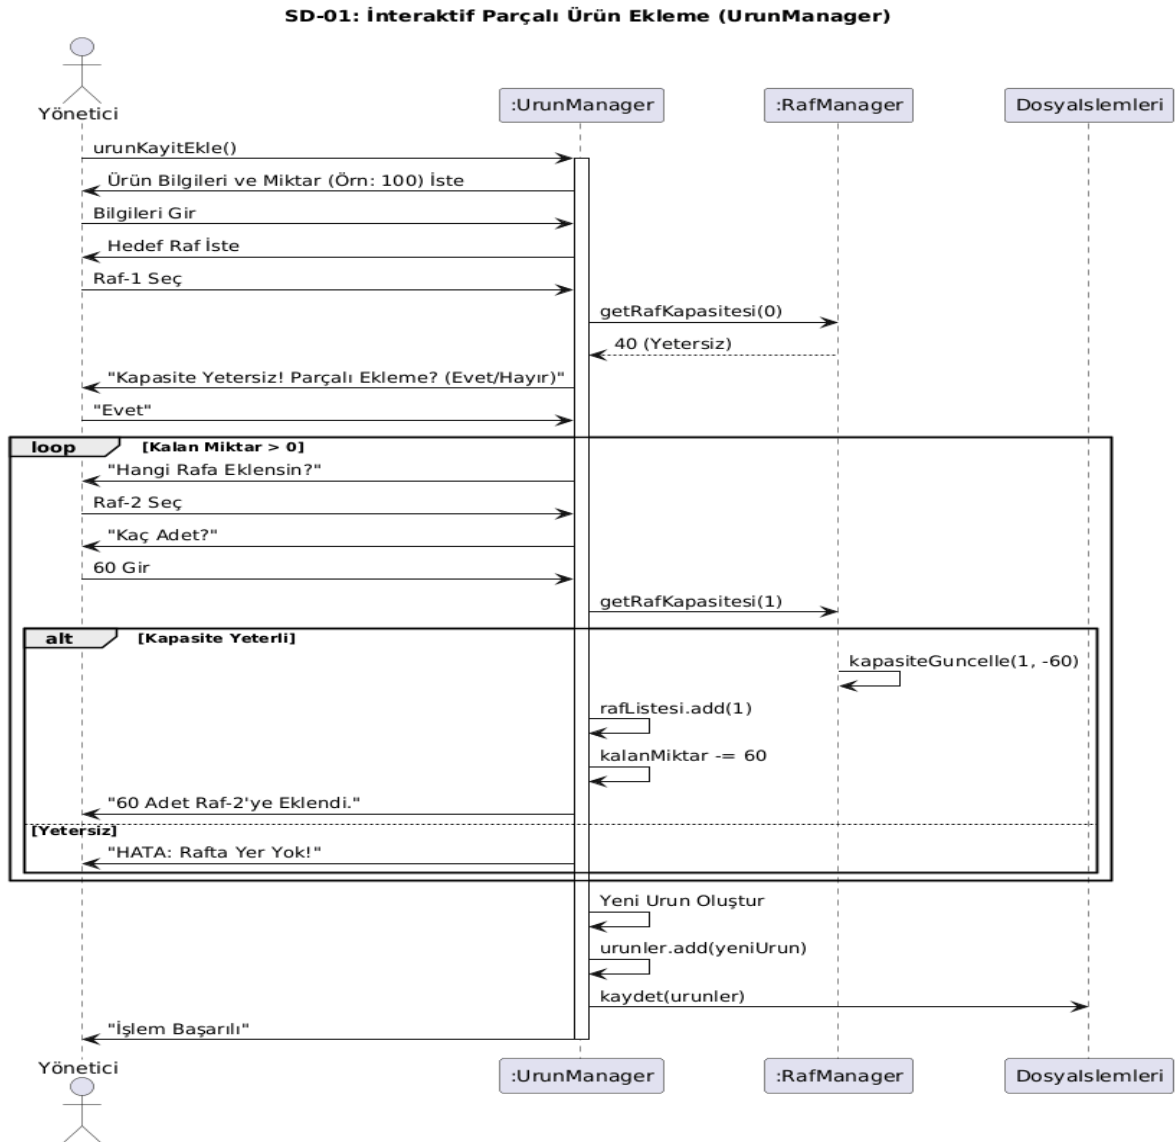 SD-01: İnteraktif Parçalı Ürün Ekleme (UrunManager)
Yönetici
:UrunManager
:RafManager
DosyaIslemleri
urunKayitEkle()
Ürün Bilgileri ve Miktar (Örn: 100) İste
Bilgileri Gir
Hedef Raf İste
Raf-1 Seç
getRafKapasitesi(0)
40 (Yetersiz)
"Kapasite Yetersiz! Parçalı Ekleme? (Evet/Hayır)"
"Evet"
loop [Kalan Miktar > 0]
"Hangi Rafa Eklensin?"
Raf-2 Seç
"Kaç Adet?"
60 Gir
getRafKapasitesi(1)
alt [Kapasite Yeterli]
kapasiteGuncelle(1, -60)
rafListesi.add(1)
kalanMiktar -= 60
"60 Adet Raf-2'ye Eklendi."
[Yetersiz]
"HATA: Rafta Yer Yok!"
Yeni Urun Oluştur
urunler.add(yeniUrun)
kaydet(urunler)
"İşlem Başarılı"
Yönetici
:UrunManager
:RafManager
DosyaIslemleri